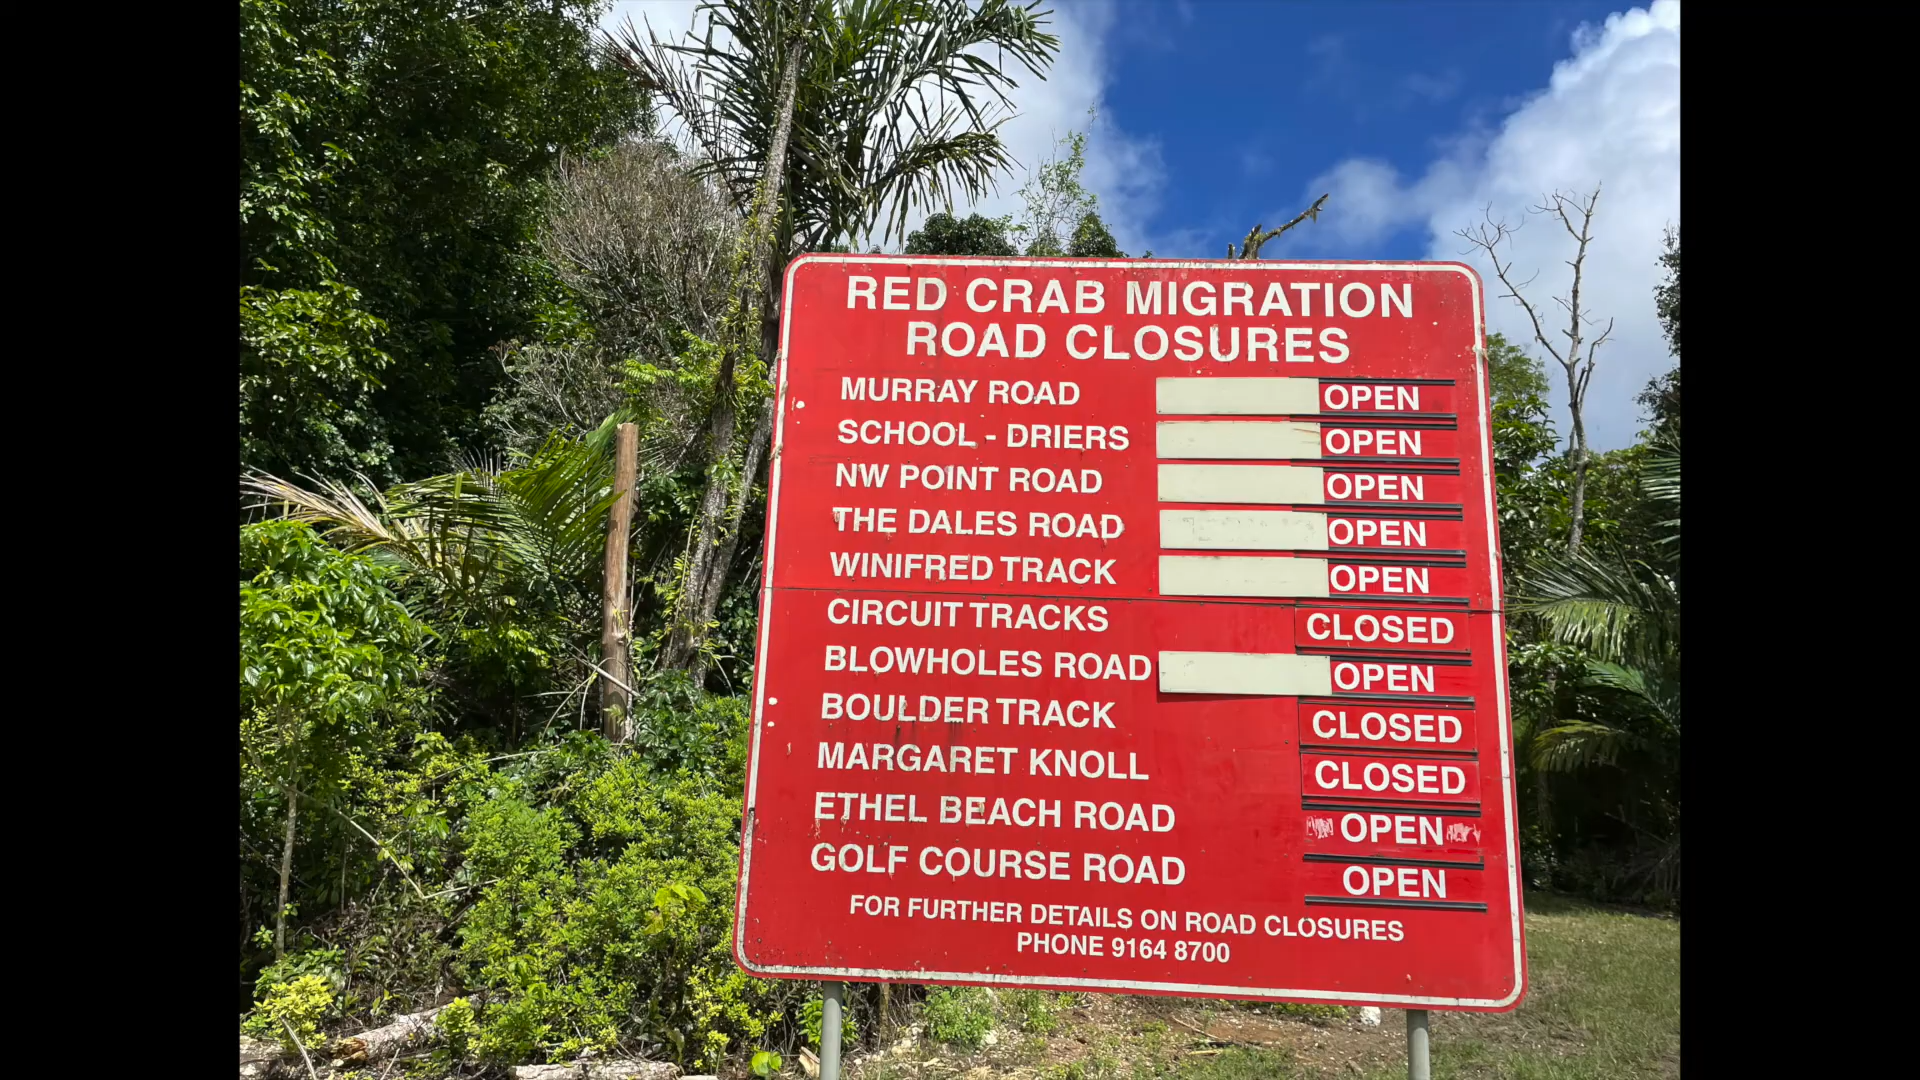 RED CRAB MIGRATION
ROAD CLOSURES
MURRAY ROAD OPEN
SCHOOL - DRIERS OPEN
NW POINT ROAD OPEN
THE DALES ROAD OPEN
WINIFRED TRACK OPEN
CIRCUIT TRACKS CLOSED
BLOWHOLES ROAD OPEN
BOULDER TRACK CLOSED
MARGARET KNOLL CLOSED
ETHEL BEACH ROAD OPEN
GOLF COURSE ROAD OPEN
FOR FURTHER DETAILS ON ROAD CLOSURES
PHONE 9164 8700